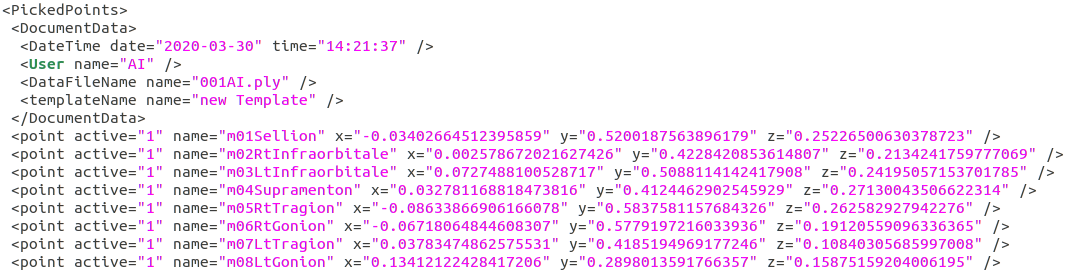 <PickedPoints>
<DocumentData>
<DateTime date="2020-03-30" time="14:21:37" />
<User name="AI" />
<DataFileName name="001AI.ply" />
<templateName name="new Template" />
</DocumentData>
<point active="1" name="m01Sellion" x="-0.03402664512395859" y="0.5200187563896179" z="0.25226500630378723" />
<point active="1" name="m02RtInfraorbitale" x="0.002578672021627426" y="0.4228420853614807" z="0.2134241759777069" />
<point active="1" name="m03LtInfraorbitale" x="0.0727488100528717" y="0.5088114142417908" z="0.24195057153701785" />
<point active="1" name="m04Supramenton" x="0.032781168818473816" y="0.4124462902545929" z="0.27130043506622314" />
<point active="1" name="m05RtTragion" x="-0.08633866906166078" y="0.5837581157684326" z="0.262582927942276" />
<point active="1" name="m06RtGonion" x="-0.06718064844608307" y="0.5779197216033936" z="0.19120559096336365" />
<point active="1" name="m07LtTragion" x="0.03783474862575531" y="0.4185194969177246" z="0.10840305685997008" />
<point active="1" name="m08LtGonion" x="0.13412122428417206" y="0.2898013591766357" z="0.15875159204006195" />